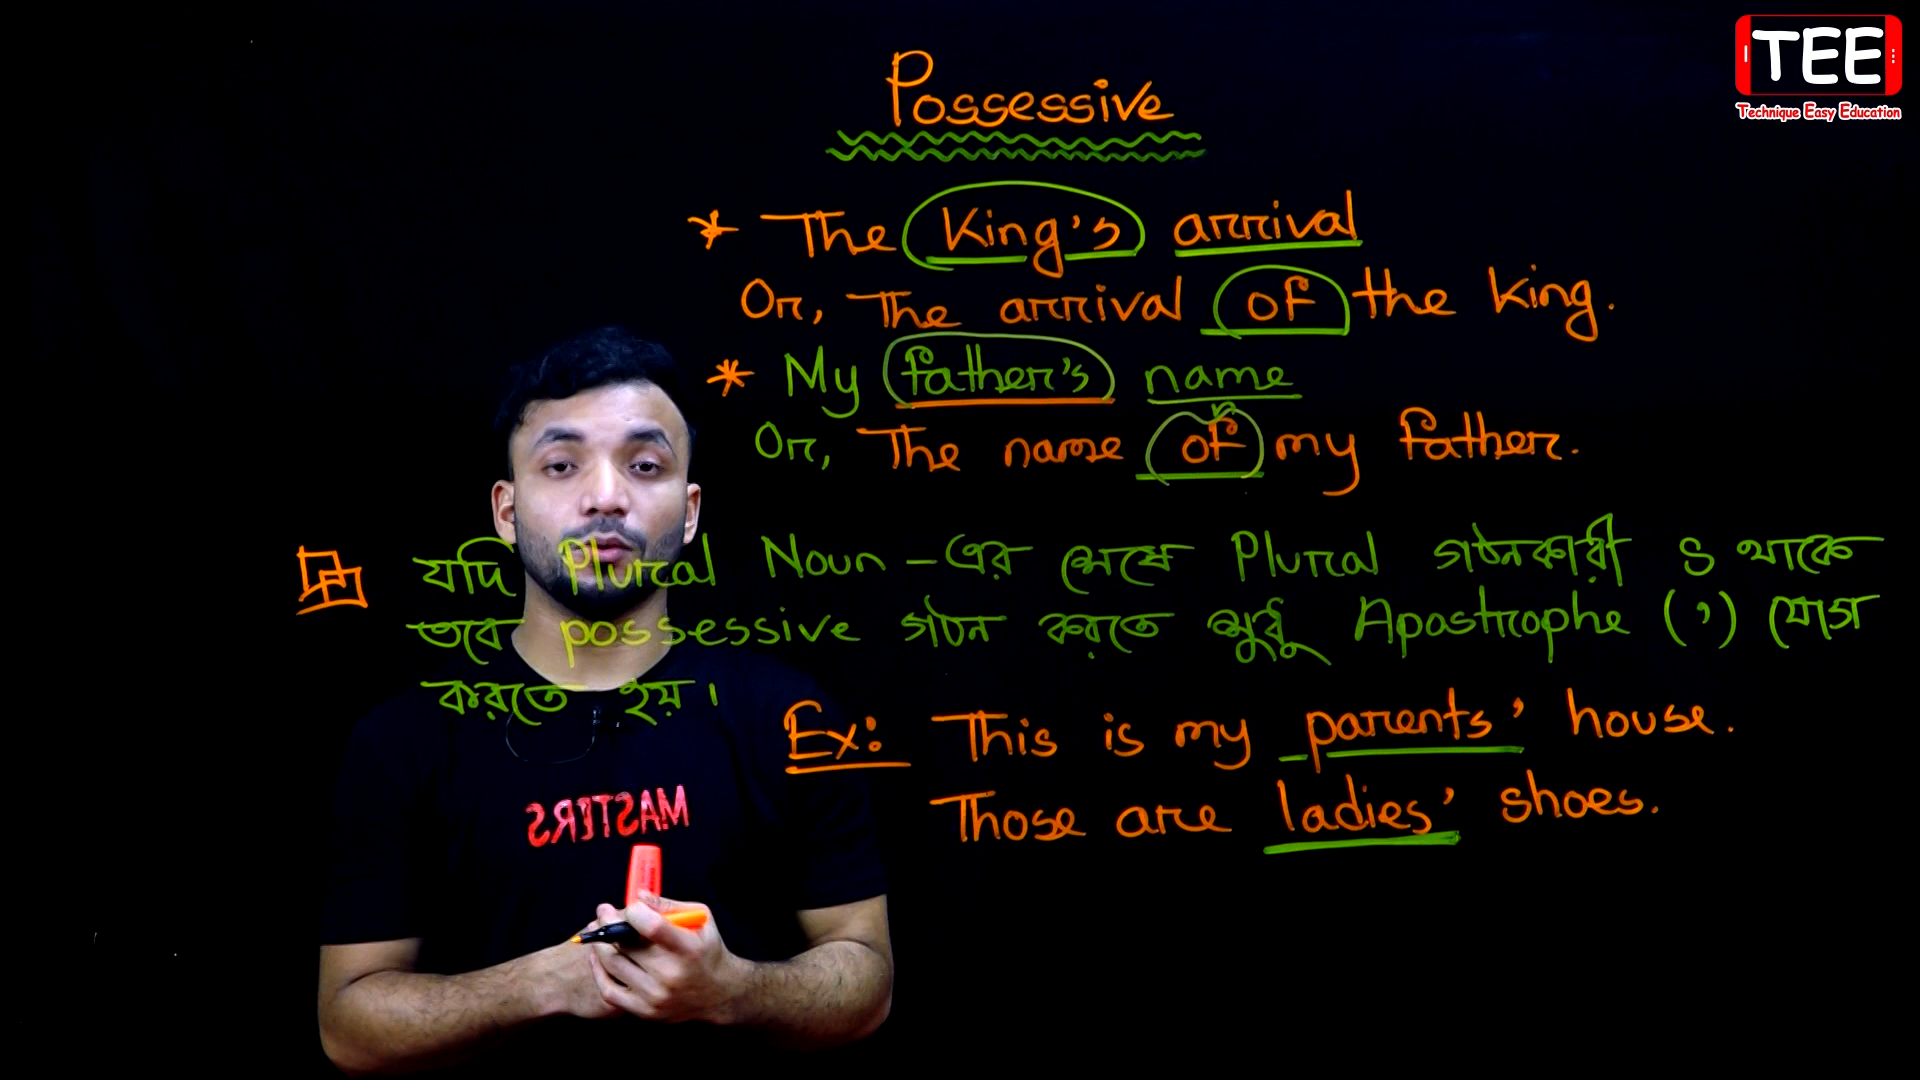 TEE
Technique Easy Education
Possessive
* The King's arrival
Or, The arrival of the King.
* My father's name
Or, The name of my father.
যদি Plural Noun-এর শেষে Plural গঠনকারী S থাকে
তবে possessive গঠন করতে শুধু Apostrophe (') যোগ
করতে হয়।
Ex: This is my parents' house.
Those are ladies' shoes.
MASTERS